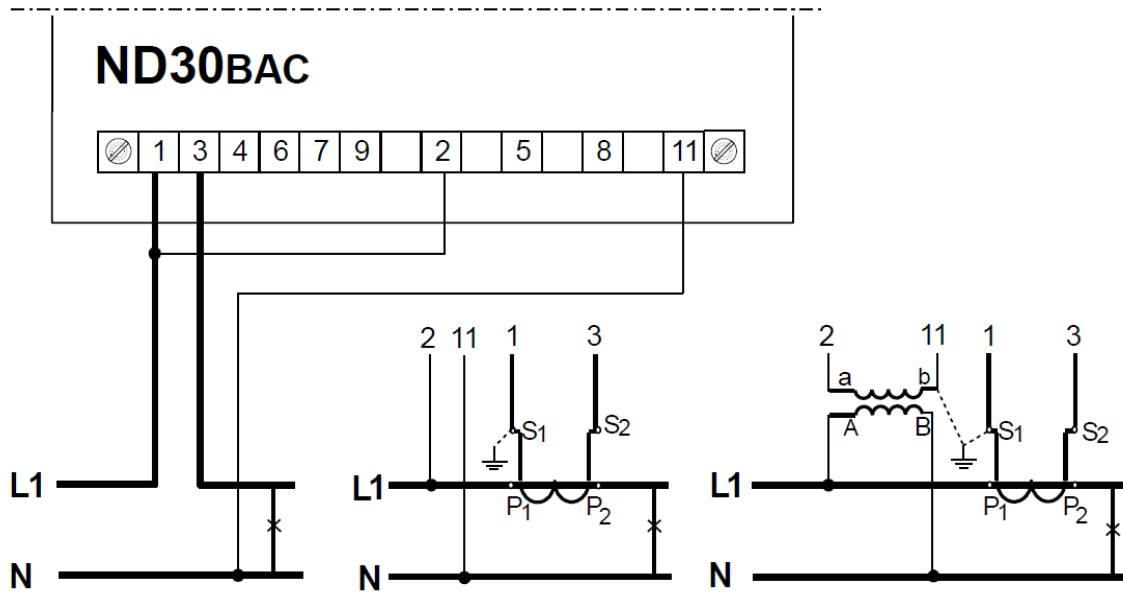 ND30BAC
1 3 4 6 7 9 2 5 8 11
2 11 1 3 2 11 1 3
a b
S1 S2 A B S1 S2
L1 L1 P1 P2 L1 P1 P2
N N N